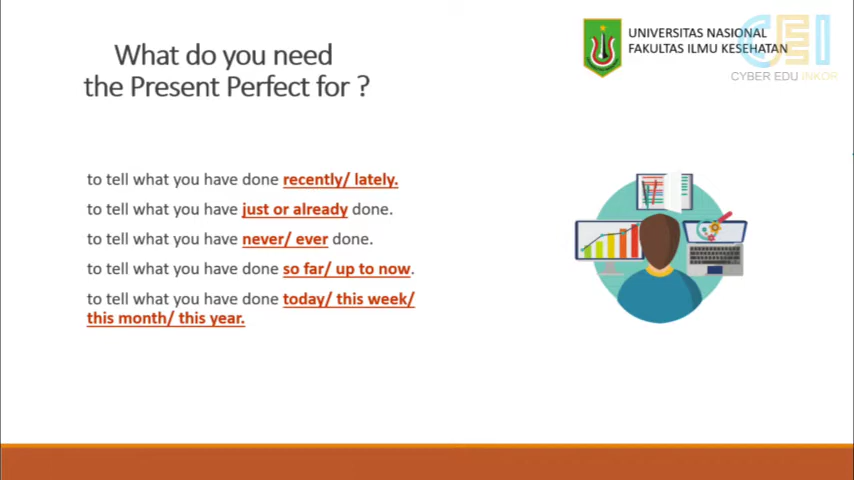 What do you need
the Present Perfect for ?
UNIVERSITAS NASIONAL
FAKULTAS ILMU KESEHATAN
CEI
CYBER EDU INKOR
to tell what you have done recently/ lately.
to tell what you have just or already done.
to tell what you have never/ ever done.
to tell what you have done so far/ up to now.
to tell what you have done today/ this week/
this month/ this year.